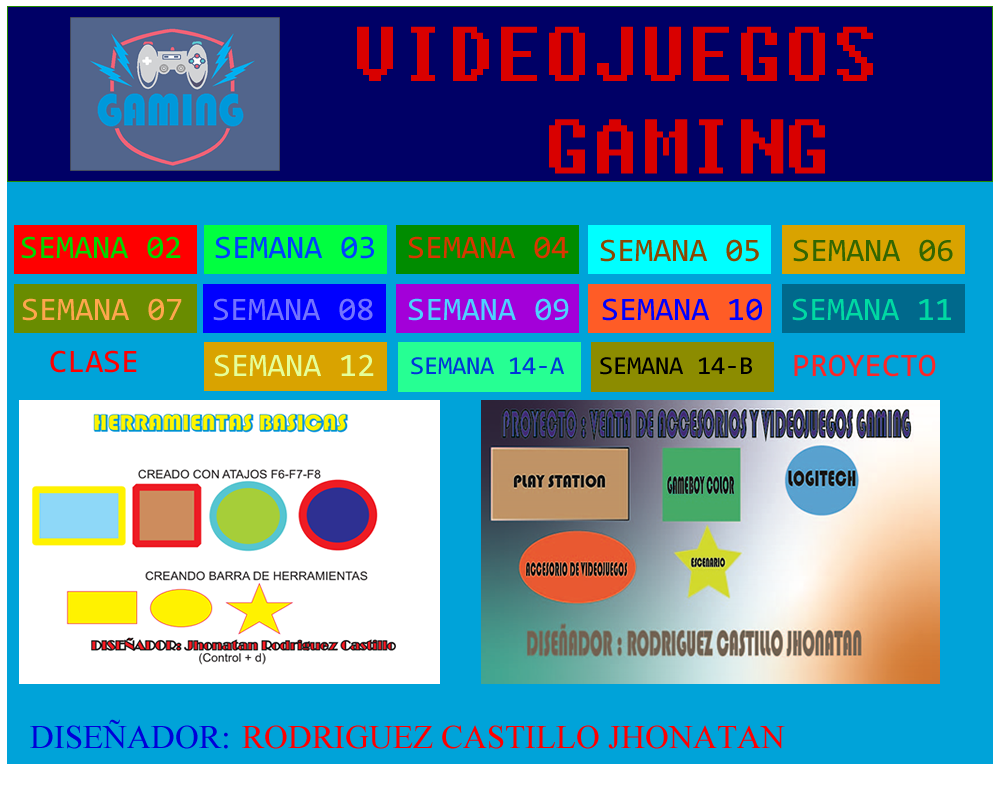 GAMING
VIDEOJUEGOS
GAMING
SEMANA 02
SEMANA 03
SEMANA 04
SEMANA 05
SEMANA 06
SEMANA 07
SEMANA 08
SEMANA 09
SEMANA 10
SEMANA 11
CLASE
SEMANA 12
SEMANA 14-A
SEMANA 14-B
PROYECTO
HERRAMIENTAS BASICAS
CREADO CON ATAJOS F6-F7-F8
CREANDO BARRA DE HERRAMIENTAS
DISEÑADOR: Jhonatan Rodriguez Castillo
(Control + d)
PROYECTO : VENTA DE ACCESORIOS Y VIDEOJUEGOS GAMING
PLAY STATION
GAMEBOY COLOR
LOGITECH
ACCESORIO DE VIDEOJUEGOS
ESCENARIO
DISEÑADOR : RODRIGUEZ CASTILLO JHONATAN
DISEÑADOR: RODRIGUEZ CASTILLO JHONATAN